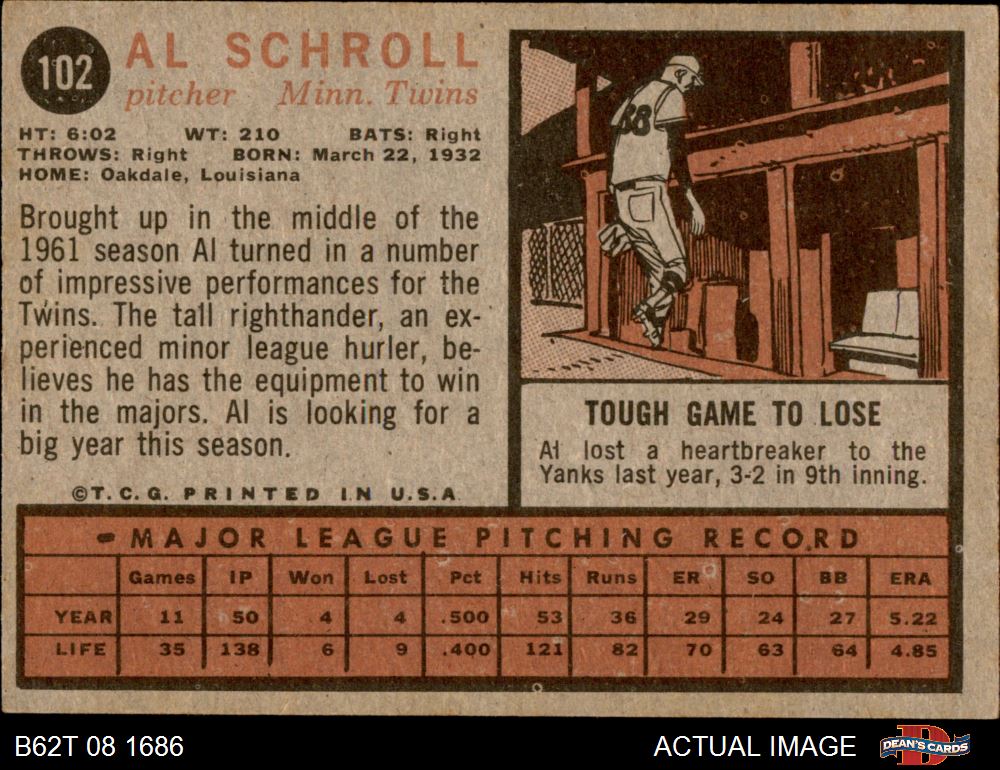 102
AL SCHROLL
pitcher Minn. Twins
HT: 6:02 WT: 210 BATS: Right
THROWS: Right BORN: March 22, 1932
HOME: Oakdale, Louisiana
Brought up in the middle of the
1961 season Al turned in a number
of impressive performances for the
Twins. The tall righthander, an ex-
perienced minor league hurler, be-
lieves he has the equipment to win
in the majors. Al is looking for a
big year this season.
©T.C.G. PRINTED IN U.S.A
38
TOUGH GAME TO LOSE
Al lost a heartbreaker to the
Yanks last year, 3-2 in 9th inning.
MAJOR LEAGUE PITCHING RECORD
Games IP Won Lost Pct Hits Runs ER SO BB ERA
YEAR 11 50 4 4 .500 53 36 29 24 27 5.22
LIFE 35 138 6 9 .400 121 82 70 63 64 4.85
B62T 08 1686
ACTUAL IMAGE
DEAN'S CARDS